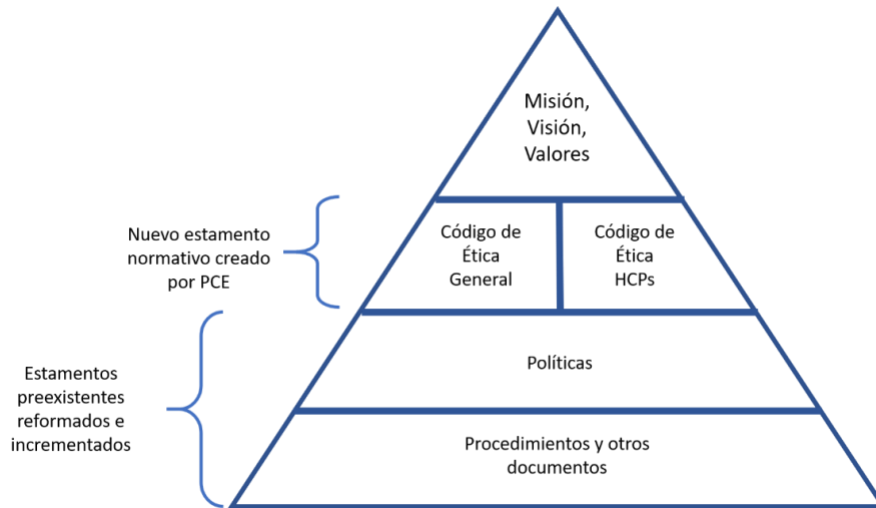 Misión,
Visión,
Valores
Nuevo estamento
normativo creado
por PCE
Código de
Ética
General
Código de
Ética
HCPs
Estamentos
preexistentes
reformados e
incrementados
Políticas
Procedimientos y otros
documentos